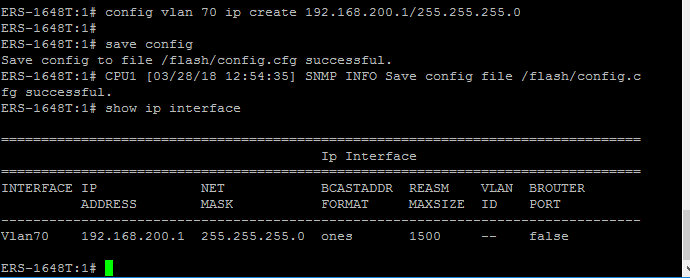 ERS-1648T:1# config vlan 70 ip create 192.168.200.1/255.255.255.0
ERS-1648T:1#
ERS-1648T:1# save config
Save config to file /flash/config.cfg successful.
ERS-1648T:1# CPU1 [03/28/18 12:54:35] SNMP INFO Save config file /flash/config.c
fg successful.
ERS-1648T:1# show ip interface
================================================================================
Ip Interface
================================================================================
INTERFACE IP NET BCASTADDR REASM VLAN BROUTER
ADDRESS MASK FORMAT MAXSIZE ID PORT
--------------------------------------------------------------------------------
Vlan70 192.168.200.1 255.255.255.0 ones 1500 -- false
ERS-1648T:1#